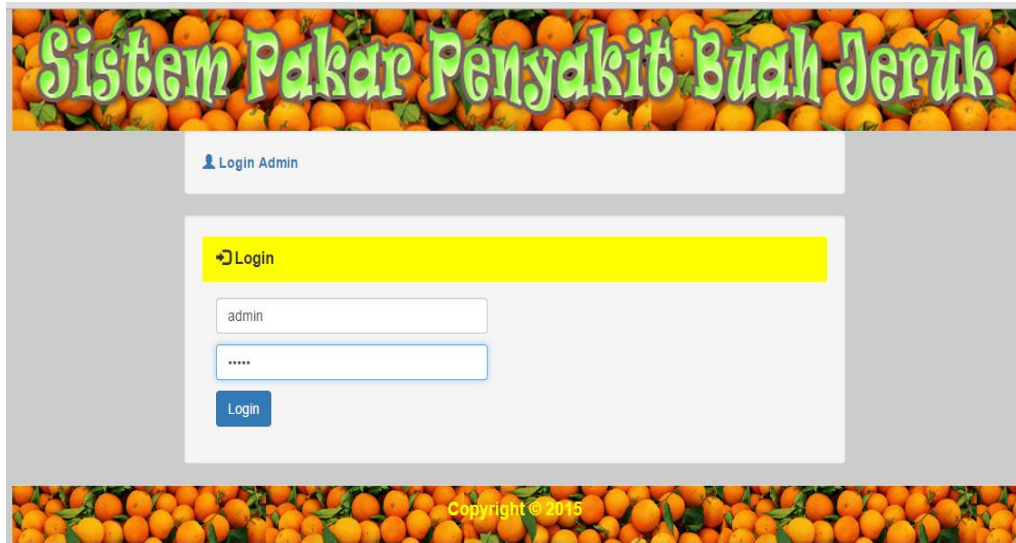 Sistem Pakar Penyakit Buah Jeruk
Login Admin
Login
admin
•••••
Login
Copyright © 2015